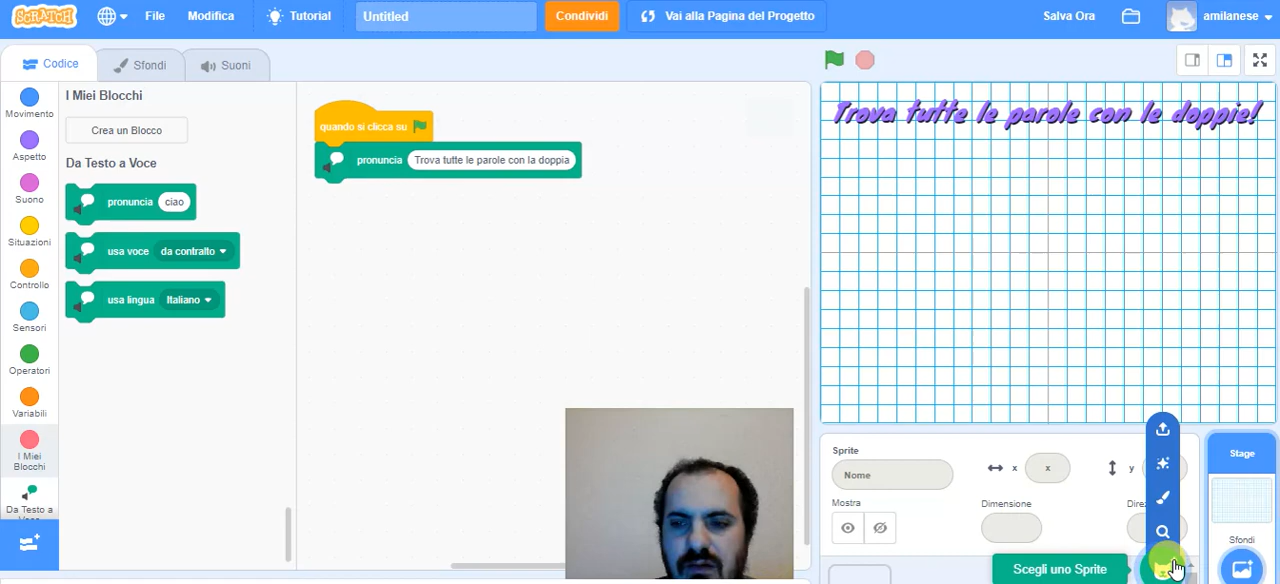 SCRATCH File Modifica Tutorial Untitled Condividi Vai alla Pagina del Progetto Salva Ora amilanese
Codice Sfondi Suoni
I Miei Blocchi
Crea un Blocco
Da Testo a Voce
pronuncia ciao
usa voce da contralto
usa lingua Italiano
Movimento
Aspetto
Suono
Situazioni
Controllo
Sensori
Operatori
Variabili
I Miei
Blocchi
Da Testo a
Voce
quando si clicca su
pronuncia Trova tutte le parole con la doppia
Trova tutte le parole con le doppie!
Sprite
Nome
x x
y
Mostra
Dimensione
Direz
Scegli uno Sprite
Stage
Sfondi